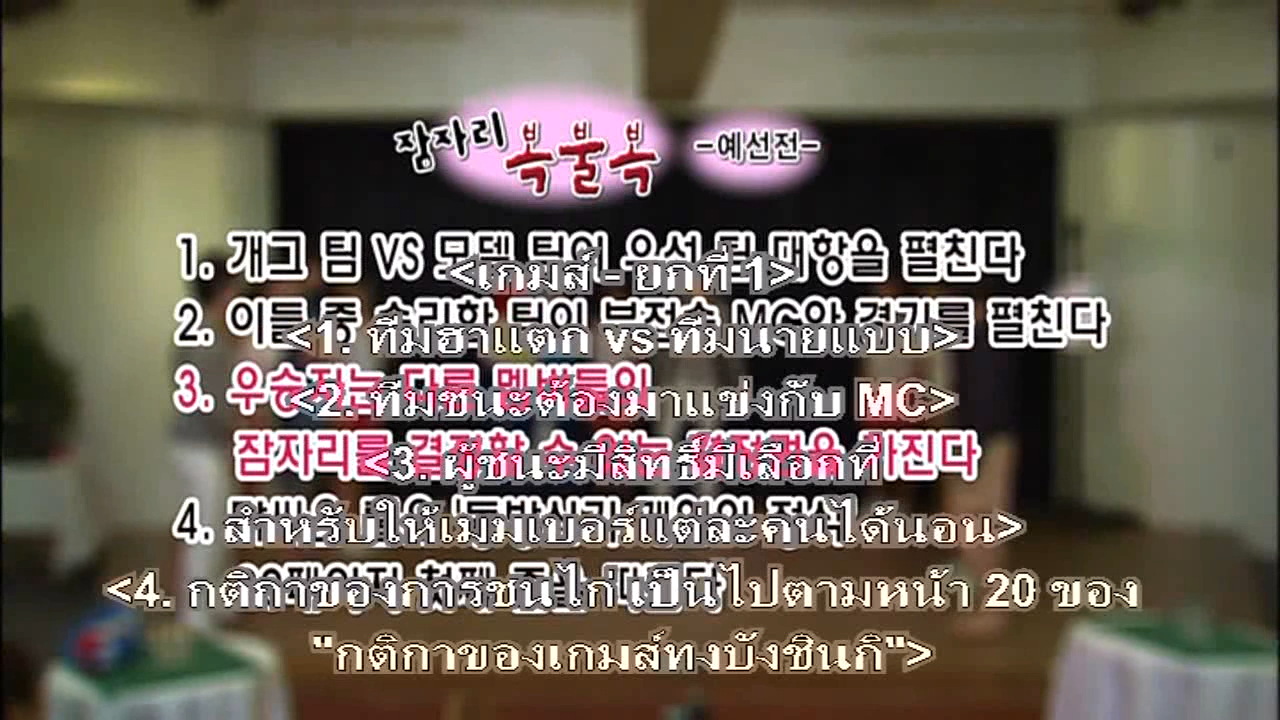 잠자리 복불복 -예선전-
1. 개그 팀 VS 모델 팀이 우선 팀 대항을 펼친다
<เกมส์ - ยกที่ 1>
2. 이들 중 승리한 팀이 부전승 MC와 경기를 펼친다
<1. ทีมฮาแตก vs ทีมนายแบบ>
3. 우승자는 다른 멤버들의
<2. ทีมชนะต้องมาแข่งกับ MC>
잠자리를 결정할 수 있는 결정권을 가진다
<3. ผู้ชนะมีสิทธิ์มีเลือกที่
4.
สำหรับให้เมมเบอร์แต่ละคนได้นอน>
<4. กติกาของการชนไก่ เป็นไปตามหน้า 20 ของ
"กติกาของเกมส์ทงบังชินกิ">